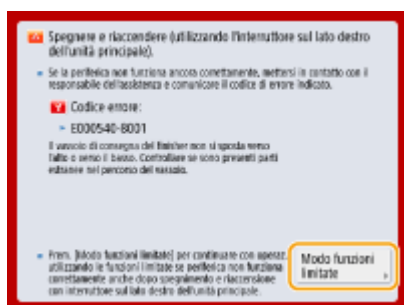 Spegnere e riaccendere (utilizzando l'interruttore sul lato destro
dell'unità principale).
Se la periferica non funziona ancora correttamente, mettersi in contatto con il
responsabile dell'assistenza e comunicare il codice di errore indicato.
Codice errore:
E000540-8001
Il vassoio di consegna del finisher non si sposta verso
l'alto o verso il basso. Controllare se sono presenti parti
estranee nel percorso del vassoio.
Prem. [Modo funzioni limitate] per continuare con operaz.
utilizzando le funzioni limitate se periferica non funziona
correttamente anche dopo spegnimento e riaccensione
con interruttore sul lato destro dell'unità principale.
Modo funzioni
limitate